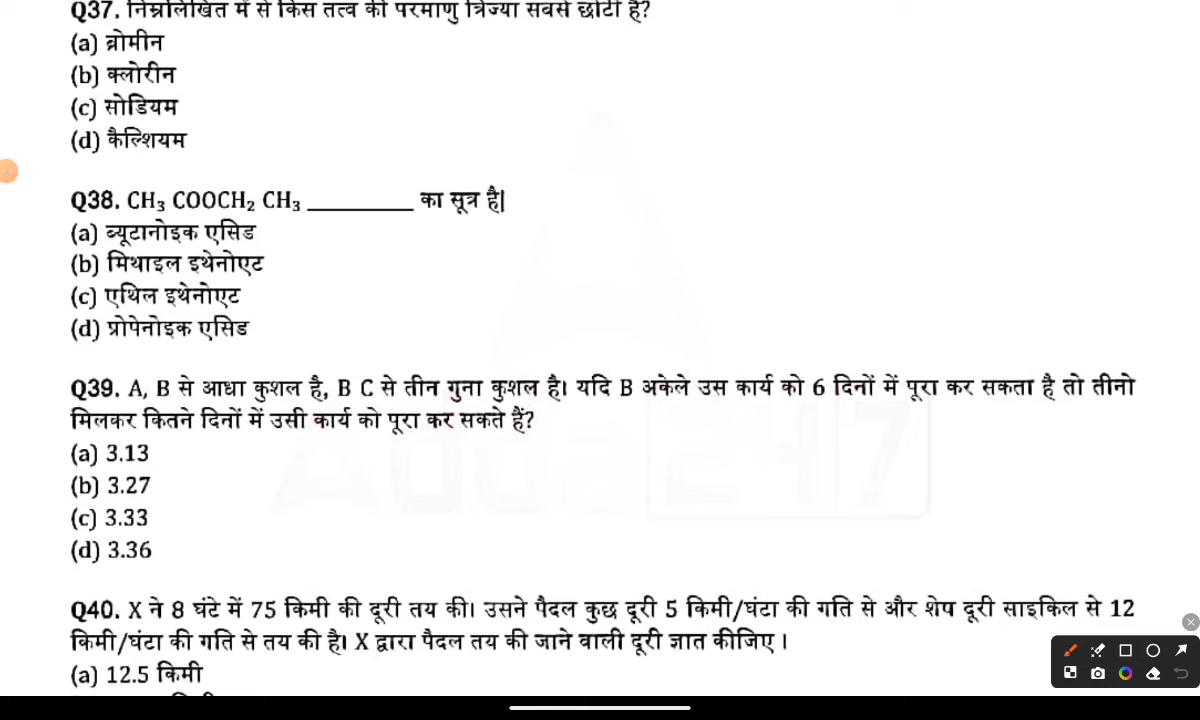 Q37. निम्नलिखित में से किस तत्व की परमाणु त्रिज्या सबसे छोटी है?
(a) ब्रोमीन
(b) क्लोरीन
(c) सोडियम
(d) कैल्शियम
Q38. CH₃ COOCH₂ CH₃ _________ का सूत्र है|
(a) ब्यूटानोइक एसिड
(b) मिथाइल इथेनोएट
(c) एथिल इथेनोएट
(d) प्रोपेनोइक एसिड
Q39. A, B से आधा कुशल है, B C से तीन गुना कुशल है। यदि B अकेले उस कार्य को 6 दिनों में पूरा कर सकता है तो तीनो
मिलकर कितने दिनों में उसी कार्य को पूरा कर सकते हैं?
(a) 3.13
(b) 3.27
(c) 3.33
(d) 3.36
Adda 247
Q40. X ने 8 घंटे में 75 किमी की दूरी तय की। उसने पैदल कुछ दूरी 5 किमी/घंटा की गति से और शेष दूरी साइकिल से 12
किमी/घंटा की गति से तय की है। X द्वारा पैदल तय की जाने वाली दूरी ज्ञात कीजिए ।
(a) 12.5 किमी